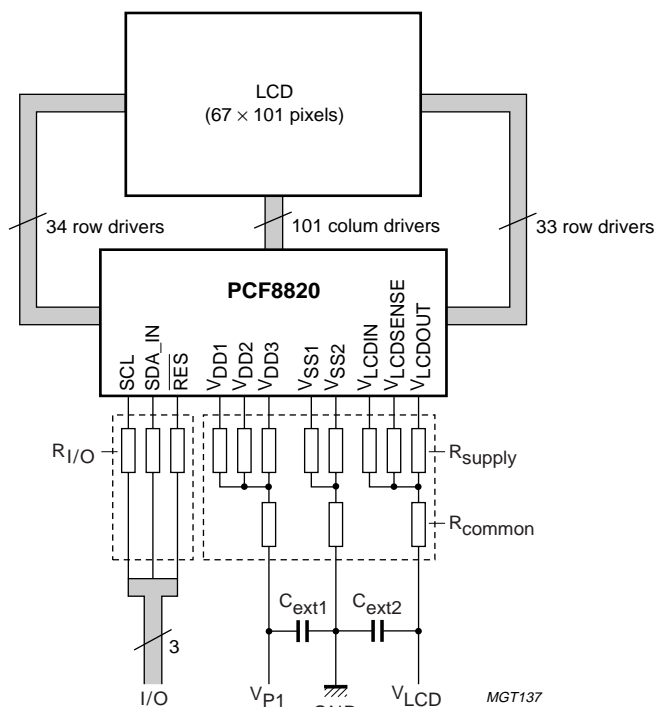 LCD
(67 × 101 pixels)
34 row drivers
101 colum drivers
33 row drivers
PCF8820
SCL
SDA_IN
RES
VDD1
VDD2
VDD3
VSS1
VSS2
VLCDIN
VLCDSENSE
VLCDOUT
RI/O
Rsupply
Rcommon
Cext1
Cext2
3
I/O
VP1
VLCD
MGT137